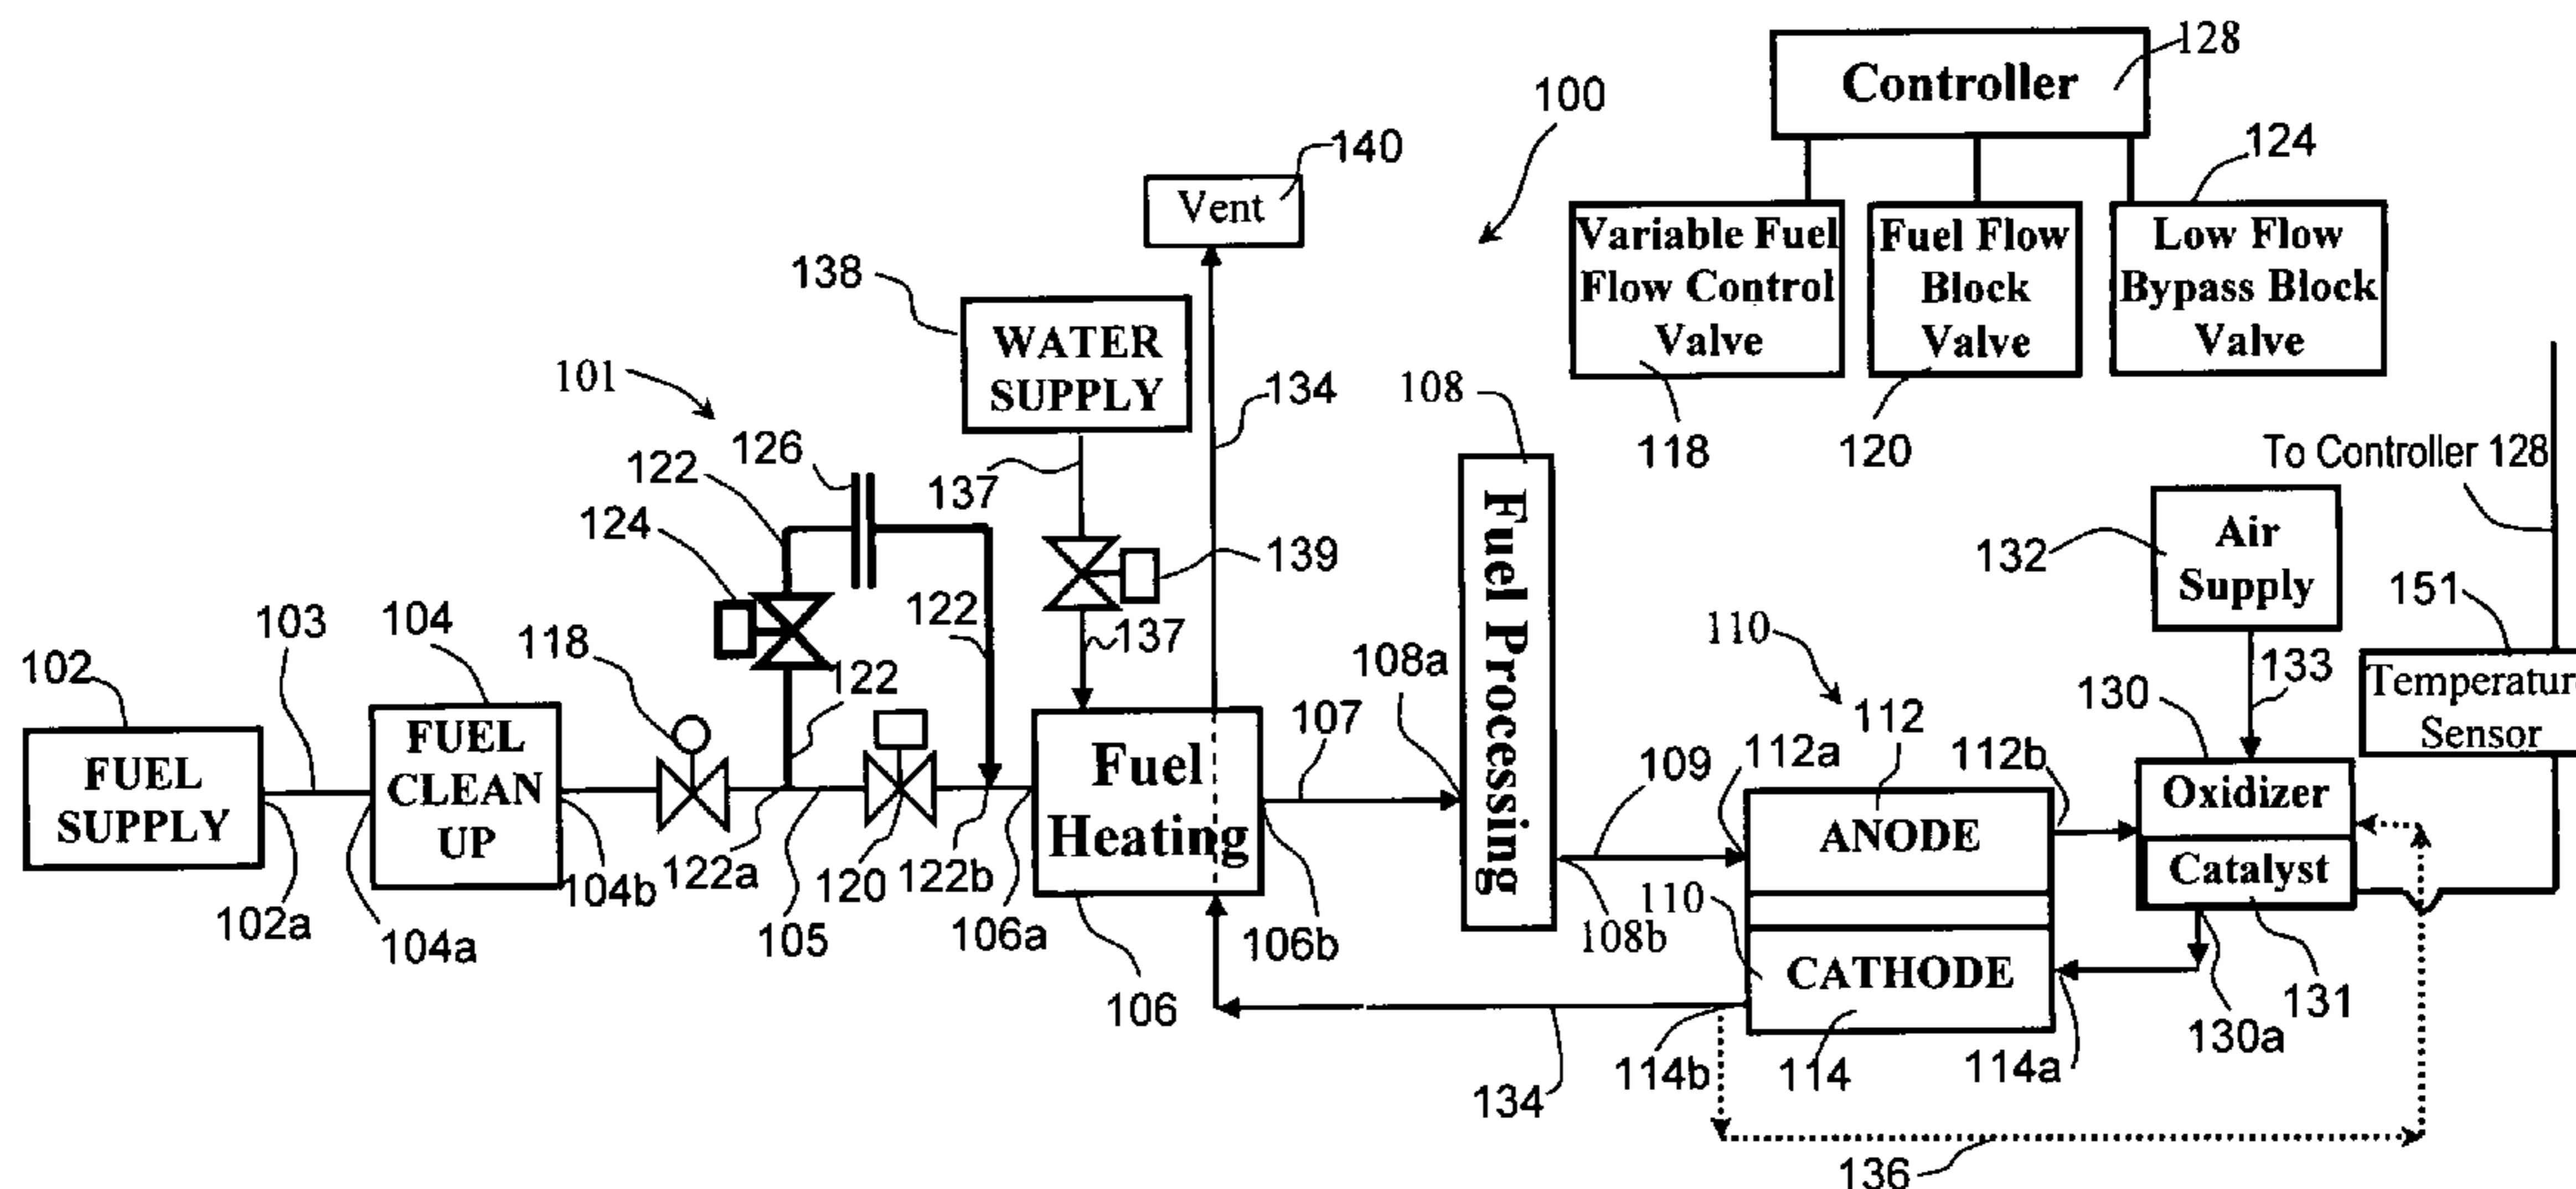 128
Controller
100
140
124
Vent
Variable Fuel
Flow Control
Valve
Fuel Flow
Block
Valve
Low Flow
Bypass Block
Valve
138
WATER
SUPPLY
101
134
108
118
120
To Controller 128
126
122
137
124
139
Fuel Processing
132
Air
Supply
151
103
104
118
122
137
122
108a
110
133
102
130
Temperatur
Sensor
FUEL
SUPPLY
FUEL
CLEAN
UP
Fuel
Heating
107
112
112a
112b
109
Oxidizer
ANODE
Catalyst
122a
120
122b
104b
102a
104a
105
106a
106b
110
108b
CATHODE
106
131
130a
114b
114
114a
134
136